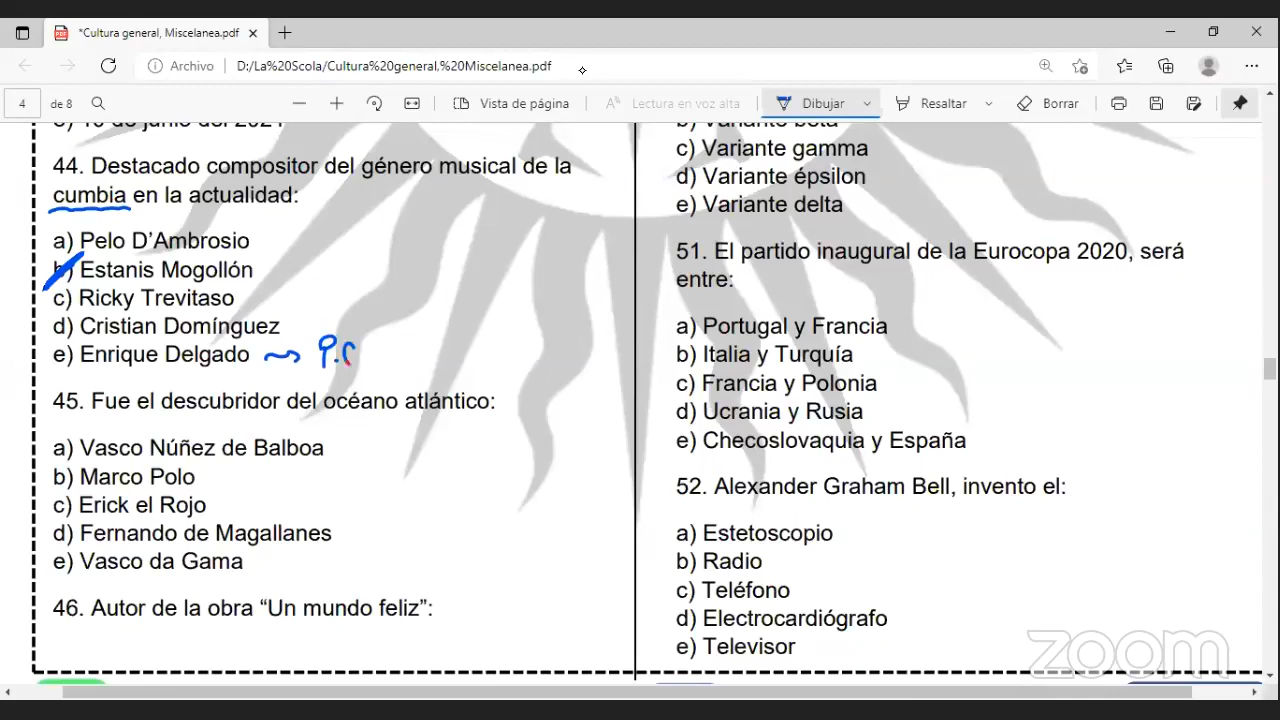 *Cultura general, Miscelanea.pdf
Archivo D:/La%20Scola/Cultura%20general,%20Miscelanea.pdf
4 de 8 Vista de página Lectura en voz alta Dibujar Resaltar Borrar
44. Destacado compositor del género musical de la
cumbia en la actualidad:
a) Pelo D’Ambrosio
b) Estanis Mogollón
c) Ricky Trevitaso
d) Cristian Domínguez
e) Enrique Delgado
45. Fue el descubridor del océano atlántico:
a) Vasco Núñez de Balboa
b) Marco Polo
c) Erick el Rojo
d) Fernando de Magallanes
e) Vasco da Gama
46. Autor de la obra “Un mundo feliz”:
b) Variante beta
c) Variante gamma
d) Variante épsilon
e) Variante delta
51. El partido inaugural de la Eurocopa 2020, será
entre:
a) Portugal y Francia
b) Italia y Turquía
c) Francia y Polonia
d) Ucrania y Rusia
e) Checoslovaquia y España
52. Alexander Graham Bell, invento el:
a) Estetoscopio
b) Radio
c) Teléfono
d) Electrocardiógrafo
e) Televisor
zoom